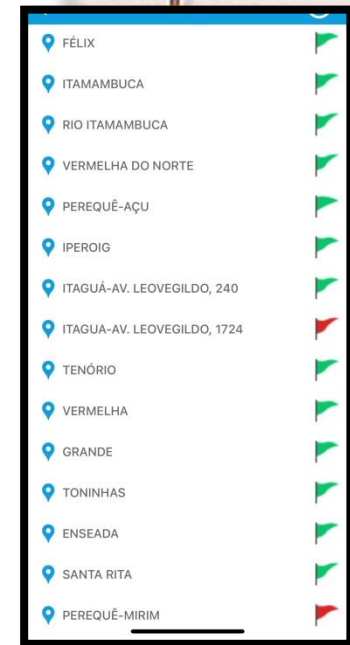 FÉLIX
ITAMAMBUCA
RIO ITAMAMBUCA
VERMELHA DO NORTE
PEREQUÊ-AÇU
IPEROIG
ITAGUÁ-AV. LEOVEGILDO, 240
ITAGUA-AV. LEOVEGILDO, 1724
TENÓRIO
VERMELHA
GRANDE
TONINHAS
ENSEADA
SANTA RITA
PEREQUÊ-MIRIM